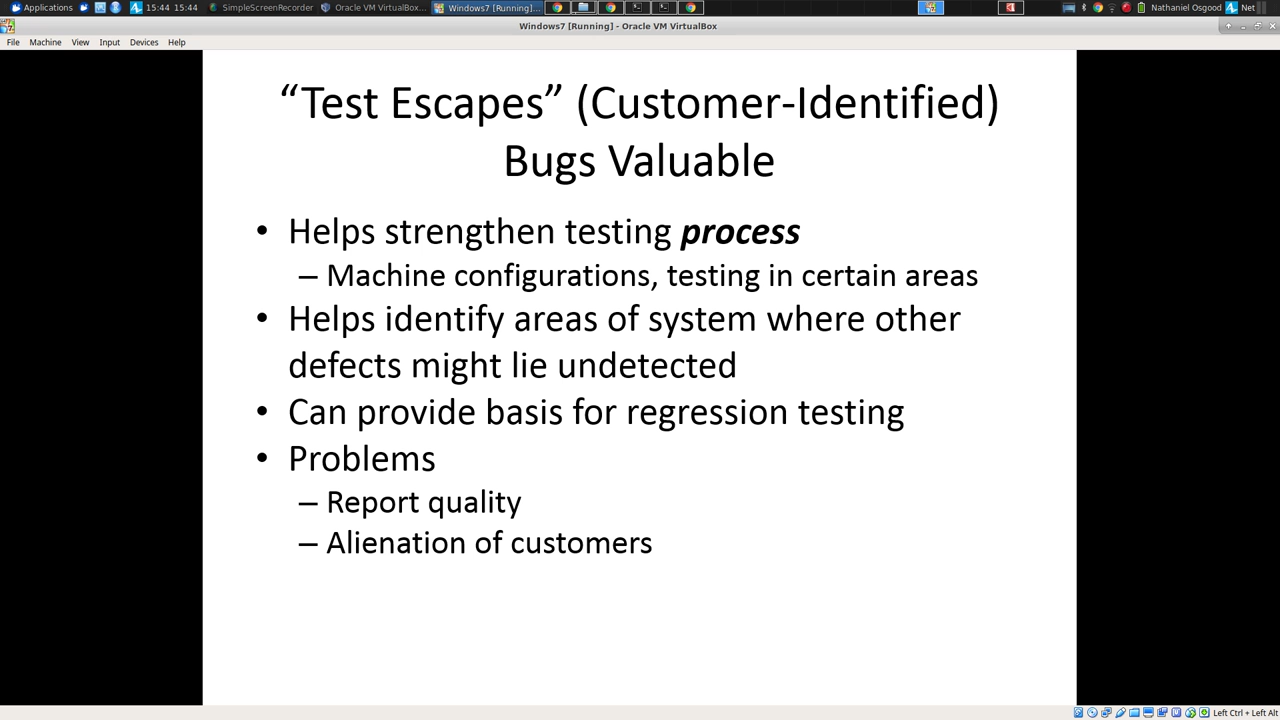 Applications
15:44 15:44
SimpleScreenRecorder
Oracle VM VirtualBox...
Windows7 [Running]...
Nathaniel Osgood
Net
Windows7 [Running] - Oracle VM VirtualBox
File Machine View Input Devices Help
“Test Escapes” (Customer-Identified)
Bugs Valuable
• Helps strengthen testing process
– Machine configurations, testing in certain areas
• Helps identify areas of system where other
defects might lie undetected
• Can provide basis for regression testing
• Problems
– Report quality
– Alienation of customers
Left Ctrl + Left Alt